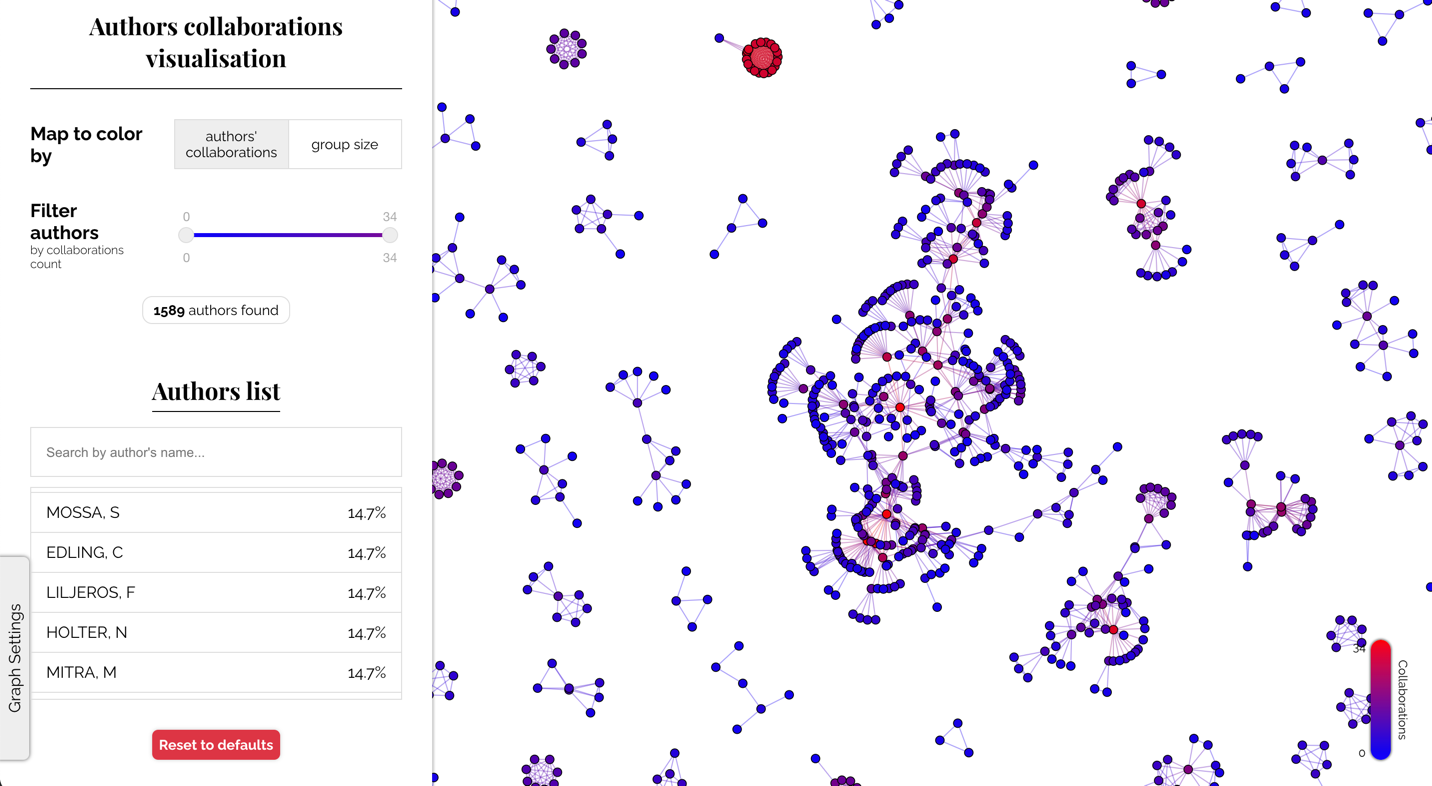 Authors collaborations
visualisation
Map to color
by
authors'
collaborations
group size
Filter
authors
by collaborations
count
0
34
0
34
1589 authors found
Authors list
Search by author's name...
MOSSA, S 14.7%
EDLING, C 14.7%
LILJEROS, F 14.7%
HOLTER, N 14.7%
MITRA, M 14.7%
Graph Settings
Reset to defaults
34
Collaborations
0